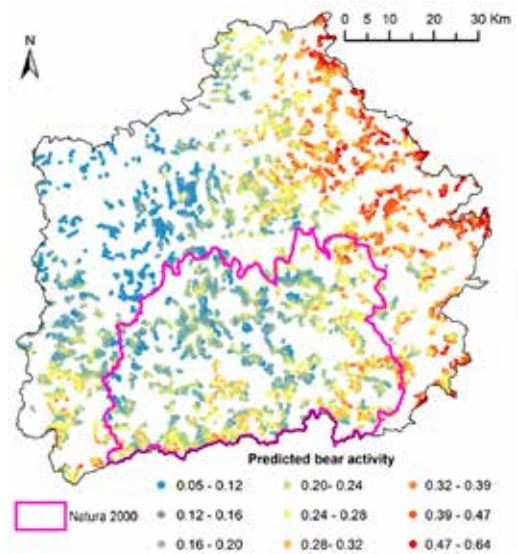 0 5 10 20 30 Km
N
Predicted bear activity
Natura 2000
0.05 - 0.12
0.12 - 0.16
0.16 - 0.20
0.20- 0.24
0.24 - 0.28
0.28- 0.32
0.32 - 0.39
0.39 - 0.47
0.47 - 0.64